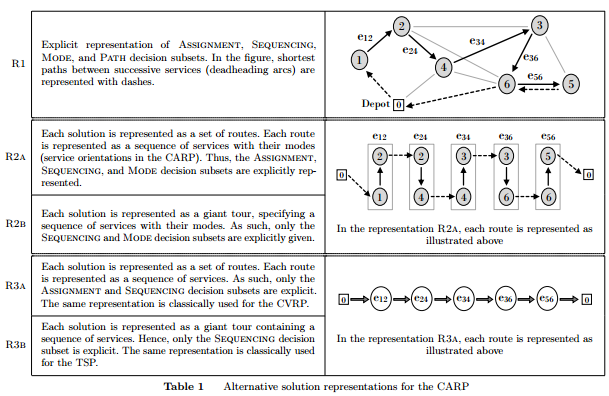 R1
Explicit representation of ASSIGNMENT, SEQUENCING,
MODE, and PATH decision subsets. In the figure, shortest
paths between successive services (deadheading arcs) are
represented with dashes.
e12
2
3
e24
e34
1
4
e36
6
e56
5
Depot 0
R2A
Each solution is represented as a set of routes. Each route
is represented as a sequence of services with their modes
(service orientations in the CARP). Thus, the ASSIGNMENT,
SEQUENCING, and MODE decision subsets are explicitly rep-
resented.
R2B
Each solution is represented as a giant tour, specifying a
sequence of services with their modes. As such, only the
SEQUENCING and MODE decision subsets are explicitly given.
e12 e24 e34 e36 e56
2 2 3 3 5
0 0
1 4 4 6 6
In the representation R2A, each route is represented as
illustrated above
R3A
Each solution is represented as a set of routes. Each route
is represented as a sequence of services. As such, only the
ASSIGNMENT and SEQUENCING decision subsets are explicit.
The same representation is classically used for the CVRP.
R3B
Each solution is represented as a giant tour containing a
sequence of services. Hence, only the SEQUENCING decision
subset is explicit. The same representation is classically used
for the TSP.
0 e12 e24 e34 e36 e56 0
In the representation R3A, each route is represented as
illustrated above
Table 1 Alternative solution representations for the CARP